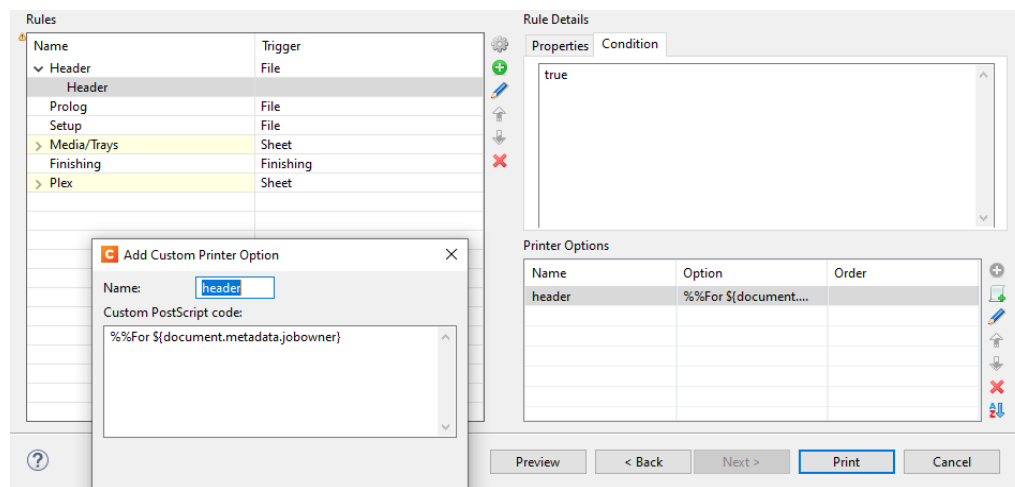 Rules
Name Trigger
Header File
Header
Prolog File
Setup File
Media/Trays Sheet
Finishing Finishing
Plex Sheet
Rule Details
Properties Condition
true
Printer Options
Name Option Order
header %%For ${document....
C Add Custom Printer Option
Name: header
Custom PostScript code:
%%For ${document.metadata.jobowner}
? Preview < Back Next > Print Cancel